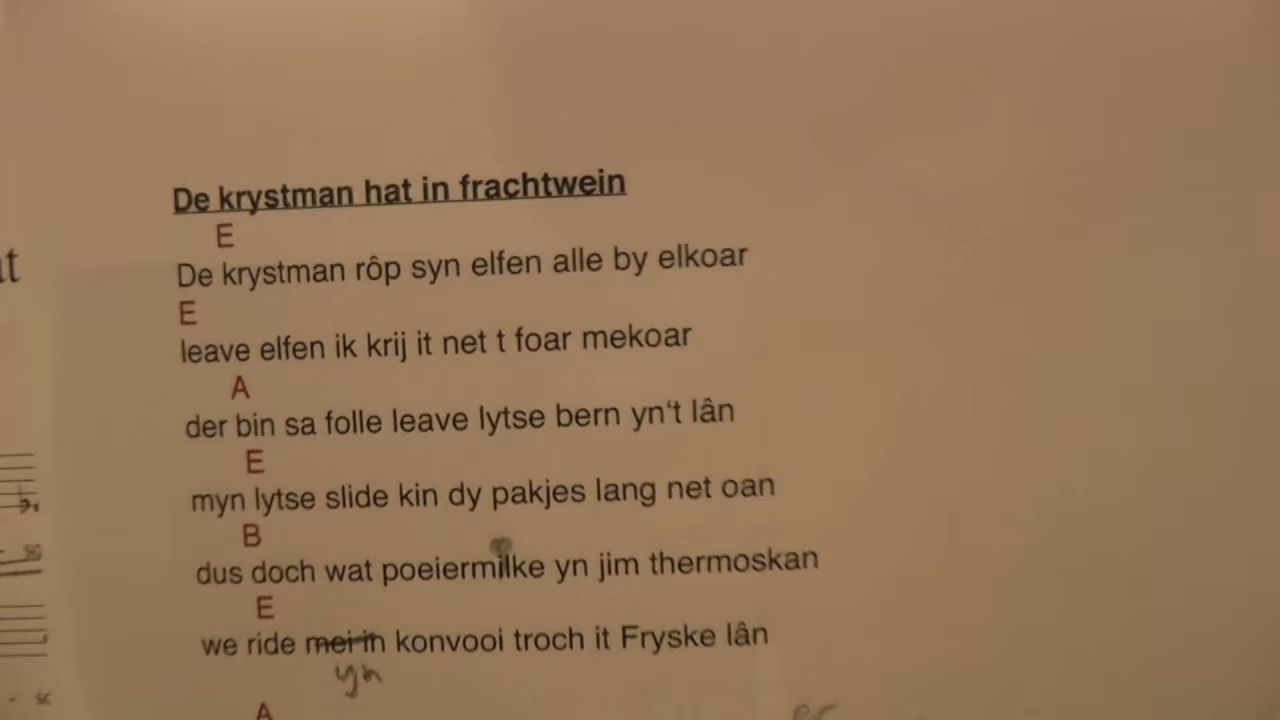 De krystman hat in frachtwein
E
De krystman rôp syn elfen alle by elkoar
E
leave elfen ik krij it net t foar mekoar
A
der bin sa folle leave lytse bern yn't lân
E
myn lytse slide kin dy pakjes lang net oan
B
dus doch wat poeiermilke yn jim thermoskan
E
we ride mei in konvooi troch it Fryske lân
yn
A